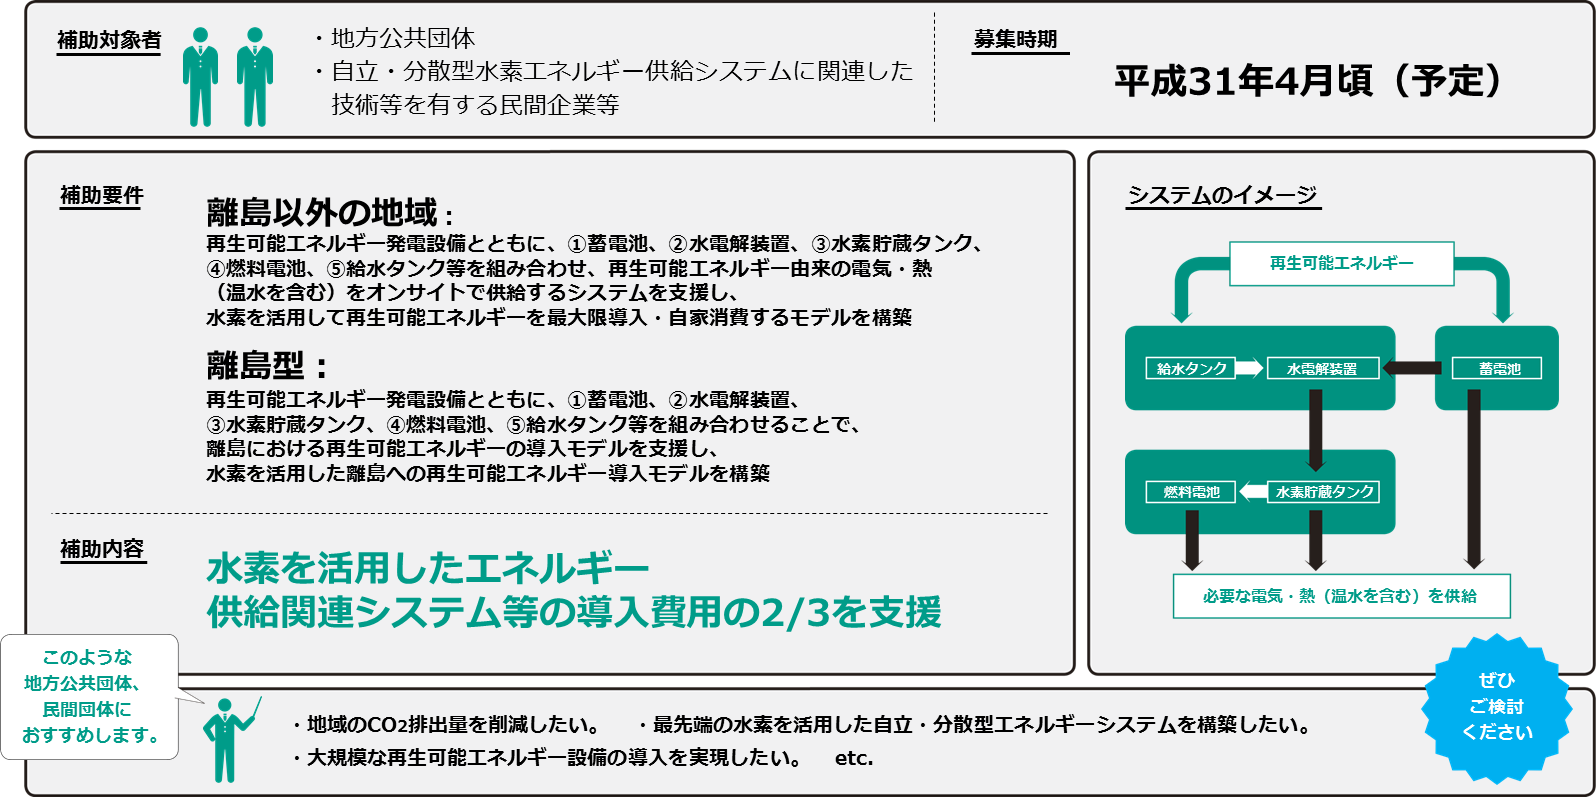 補助対象者
・地方公共団体
・自立・分散型水素エネルギー供給システムに関連した
技術等を有する民間企業等
募集時期
平成31年4月頃（予定）
補助要件
離島以外の地域：
再生可能エネルギー発電設備とともに、①蓄電池、②水電解装置、③水素貯蔵タンク、
④燃料電池、⑤給水タンク等を組み合わせ、再生可能エネルギー由来の電気・熱
（温水を含む）をオンサイトで供給するシステムを支援し、
水素を活用して再生可能エネルギーを最大限導入・自家消費するモデルを構築
離島型：
再生可能エネルギー発電設備とともに、①蓄電池、②水電解装置、
③水素貯蔵タンク、④燃料電池、⑤給水タンク等を組み合わせることで、
離島における再生可能エネルギーの導入モデルを支援し、
水素を活用した離島への再生可能エネルギー導入モデルを構築
補助内容
水素を活用したエネルギー
供給関連システム等の導入費用の2/3を支援
システムのイメージ
再生可能エネルギー
給水タンク
水電解装置
蓄電池
燃料電池
水素貯蔵タンク
必要な電気・熱（温水を含む）を供給
このような
地方公共団体、
民間団体に
おすすめします。
・地域のCO2排出量を削減したい。 ・最先端の水素を活用した自立・分散型エネルギーシステムを構築したい。
・大規模な再生可能エネルギー設備の導入を実現したい。 etc.
ぜひ
ご検討
ください